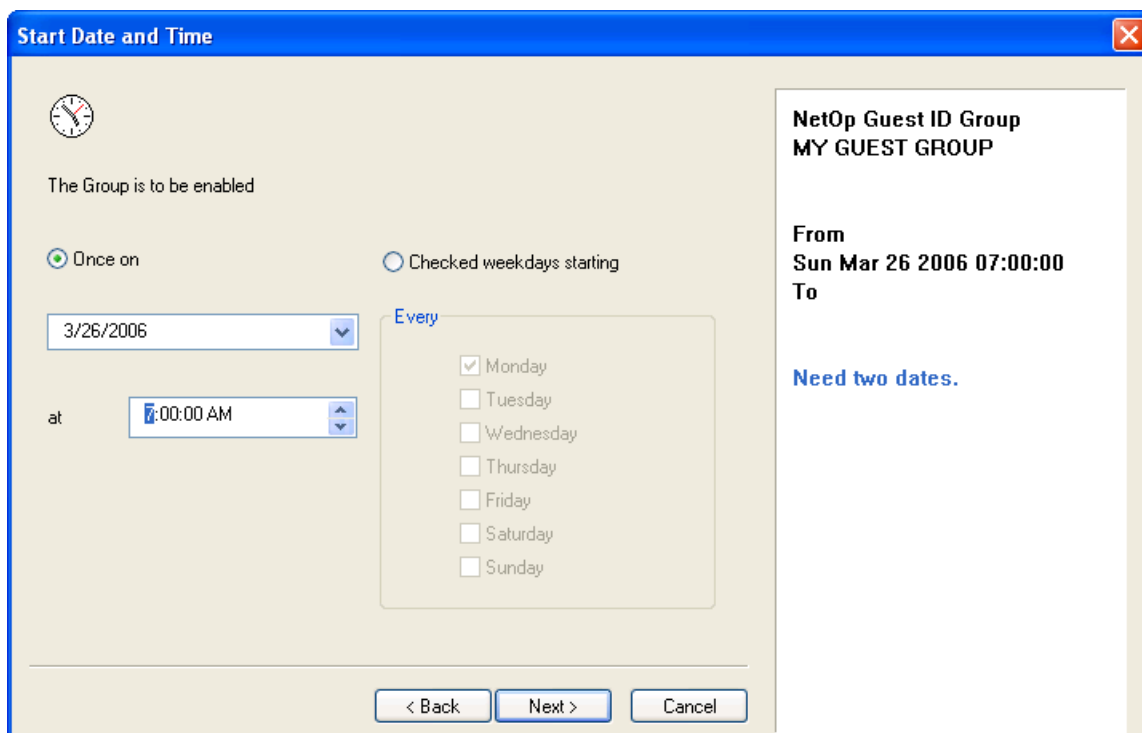 Start Date and Time
The Group is to be enabled
Once on
Checked weekdays starting
3/26/2006
at
7:00:00 AM
Every
Monday
Tuesday
Wednesday
Thursday
Friday
Saturday
Sunday
< Back
Next >
Cancel
NetOp Guest ID Group
MY GUEST GROUP
From
Sun Mar 26 2006 07:00:00
To
Need two dates.